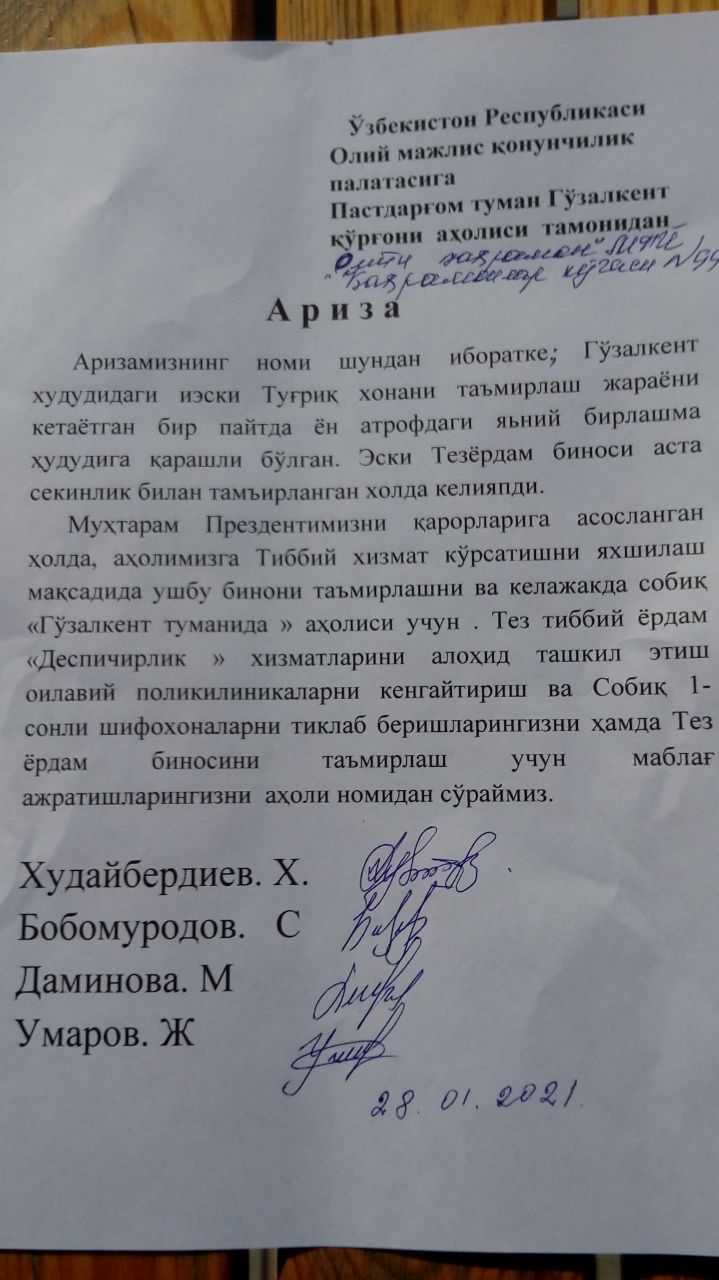 Ўзбекистон Республикаси
Олий мажлис қонунчилик
палатасига
Пастдарғом туман Гўзалкент
қўрғони аҳолиси тамонидан
Олти қаҳрамон" МФЙ
"Қаҳрамонлар кўчаси N99
Ариза
Аризамизнинг номи шундан иборатке; Гўзалкент
худудидаги иэски Туғриқ хонани таъмирлаш жараёни
кетаётган бир пайтда ён атрофдаги яьний бирлашма
ҳудудига қарашли бўлган. Эски Тезёрдам биноси аста
секинлик билан тамъирланган холда келияпди.
Муҳтарам Прездентимизни қарорларига асосланган
ҳолда, аҳолимизга Тиббий хизмат кўрсатишни яхшилаш
мақсадида ушбу бинони таъмирлашни ва келажакда собиқ
«Гўзалкент туманида » аҳолиси учун . Тез тиббий ёрдам
«Деспичирлик » хизматларини алоҳид ташкил этиш
оилавий поликилиникаларни кенгайтириш ва Собиқ 1-
сонли шифохоналарни тиклаб беришларингизни ҳамда Тез
ёрдам биносини таъмирлаш учун маблағ
ажратишларингизни аҳоли номидан сўраймиз.
Худайбердиев. Х.
Бобомуродов. С
Даминова. М
Умаров. Ж
28. 01. 2021.